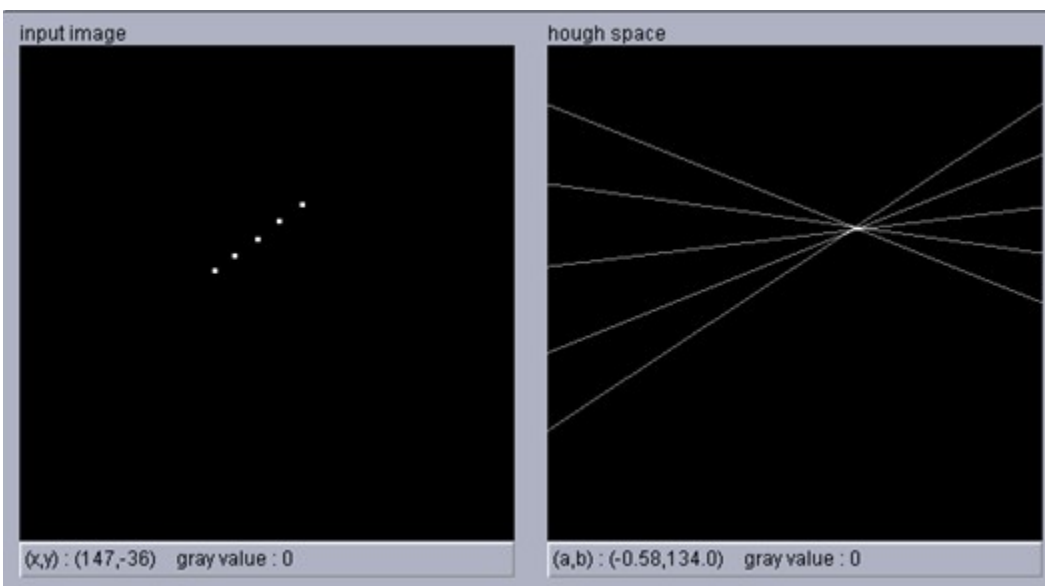 input image
hough space
(x,y) : (147,-36) gray value : 0
(a,b) : (-0.58,134.0) gray value : 0